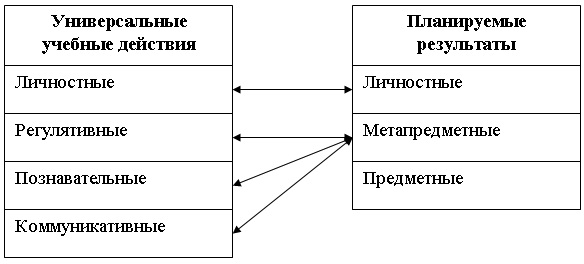 Универсальные
учебные действия
Личностные
Регулятивные
Познавательные
Коммуникативные
Планируемые
результаты
Личностные
Метапредметные
Предметные